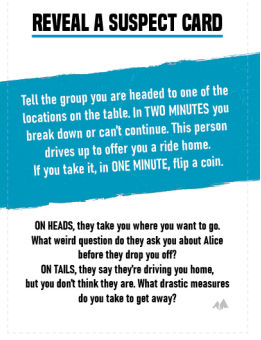 REVEAL A SUSPECT CARD
Tell the group you are headed to one of the
locations on the table. In TWO MINUTES you
break down or can't continue. This person
drives up to offer you a ride home.
If you take it, in ONE MINUTE, flip a coin.
ON HEADS, they take you where you want to go.
What weird question do they ask you about Alice
before they drop you off?
ON TAILS, they say they're driving you home,
but you don't think they are. What drastic measures
do you take to get away?